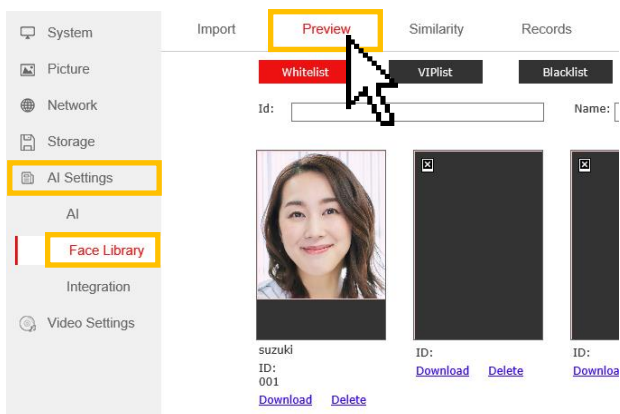 System
Picture
Network
Storage
AI Settings
AI
Face Library
Integration
Video Settings
Import Preview Similarity Records
Whitelist VIPlist Blacklist
Id: Name:
suzuki
ID:
001
Download Delete
ID:
Download Delete
ID:
Downloa